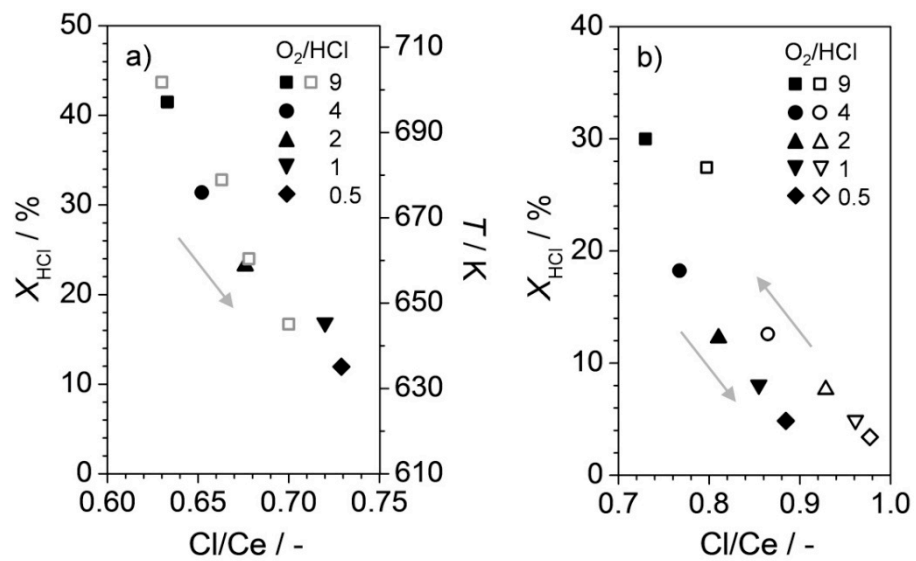 a)
O₂/HCl
9
4
2
1
0.5
50
40
30
20
10
0
X_HCl / %
710
690
670
650
630
610
T / K
0.60 0.65 0.70 0.75
Cl/Ce / -
b)
O₂/HCl
9
4
2
1
0.5
40
30
20
10
0
X_HCl / %
0.7 0.8 0.9 1.0
Cl/Ce / -